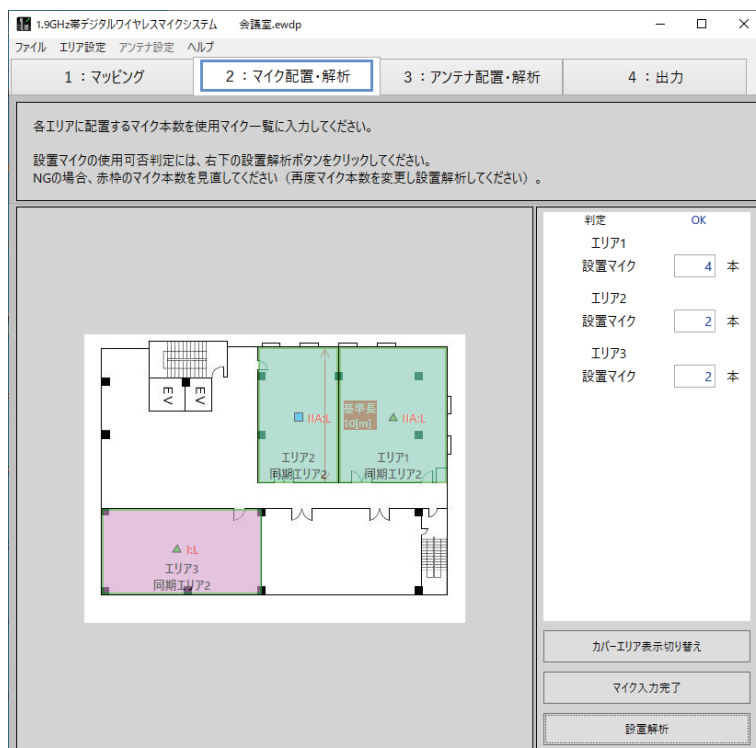 1.9GHz帯デジタルワイヤレスマイクシステム 会議室.ewdp
ファイル エリア設定 アンテナ設定 ヘルプ
1：マッピング 2：マイク配置・解析 3：アンテナ配置・解析 4：出力
各エリアに配置するマイク本数を使用マイク一覧に入力してください。
設置マイクの使用可否判定には、右下の設置解析ボタンをクリックしてください。
NGの場合、赤枠のマイク本数を見直してください（再度マイク本数を変更し設置解析してください）。
EV EV
基準長
10[m]
IIA:L
エリア2
同期エリア2
IIA:L
エリア1
同期エリア2
I:L
エリア3
同期エリア2
判定 OK
エリア1
設置マイク 4 本
エリア2
設置マイク 2 本
エリア3
設置マイク 2 本
カバーエリア表示切り替え
マイク入力完了
設置解析